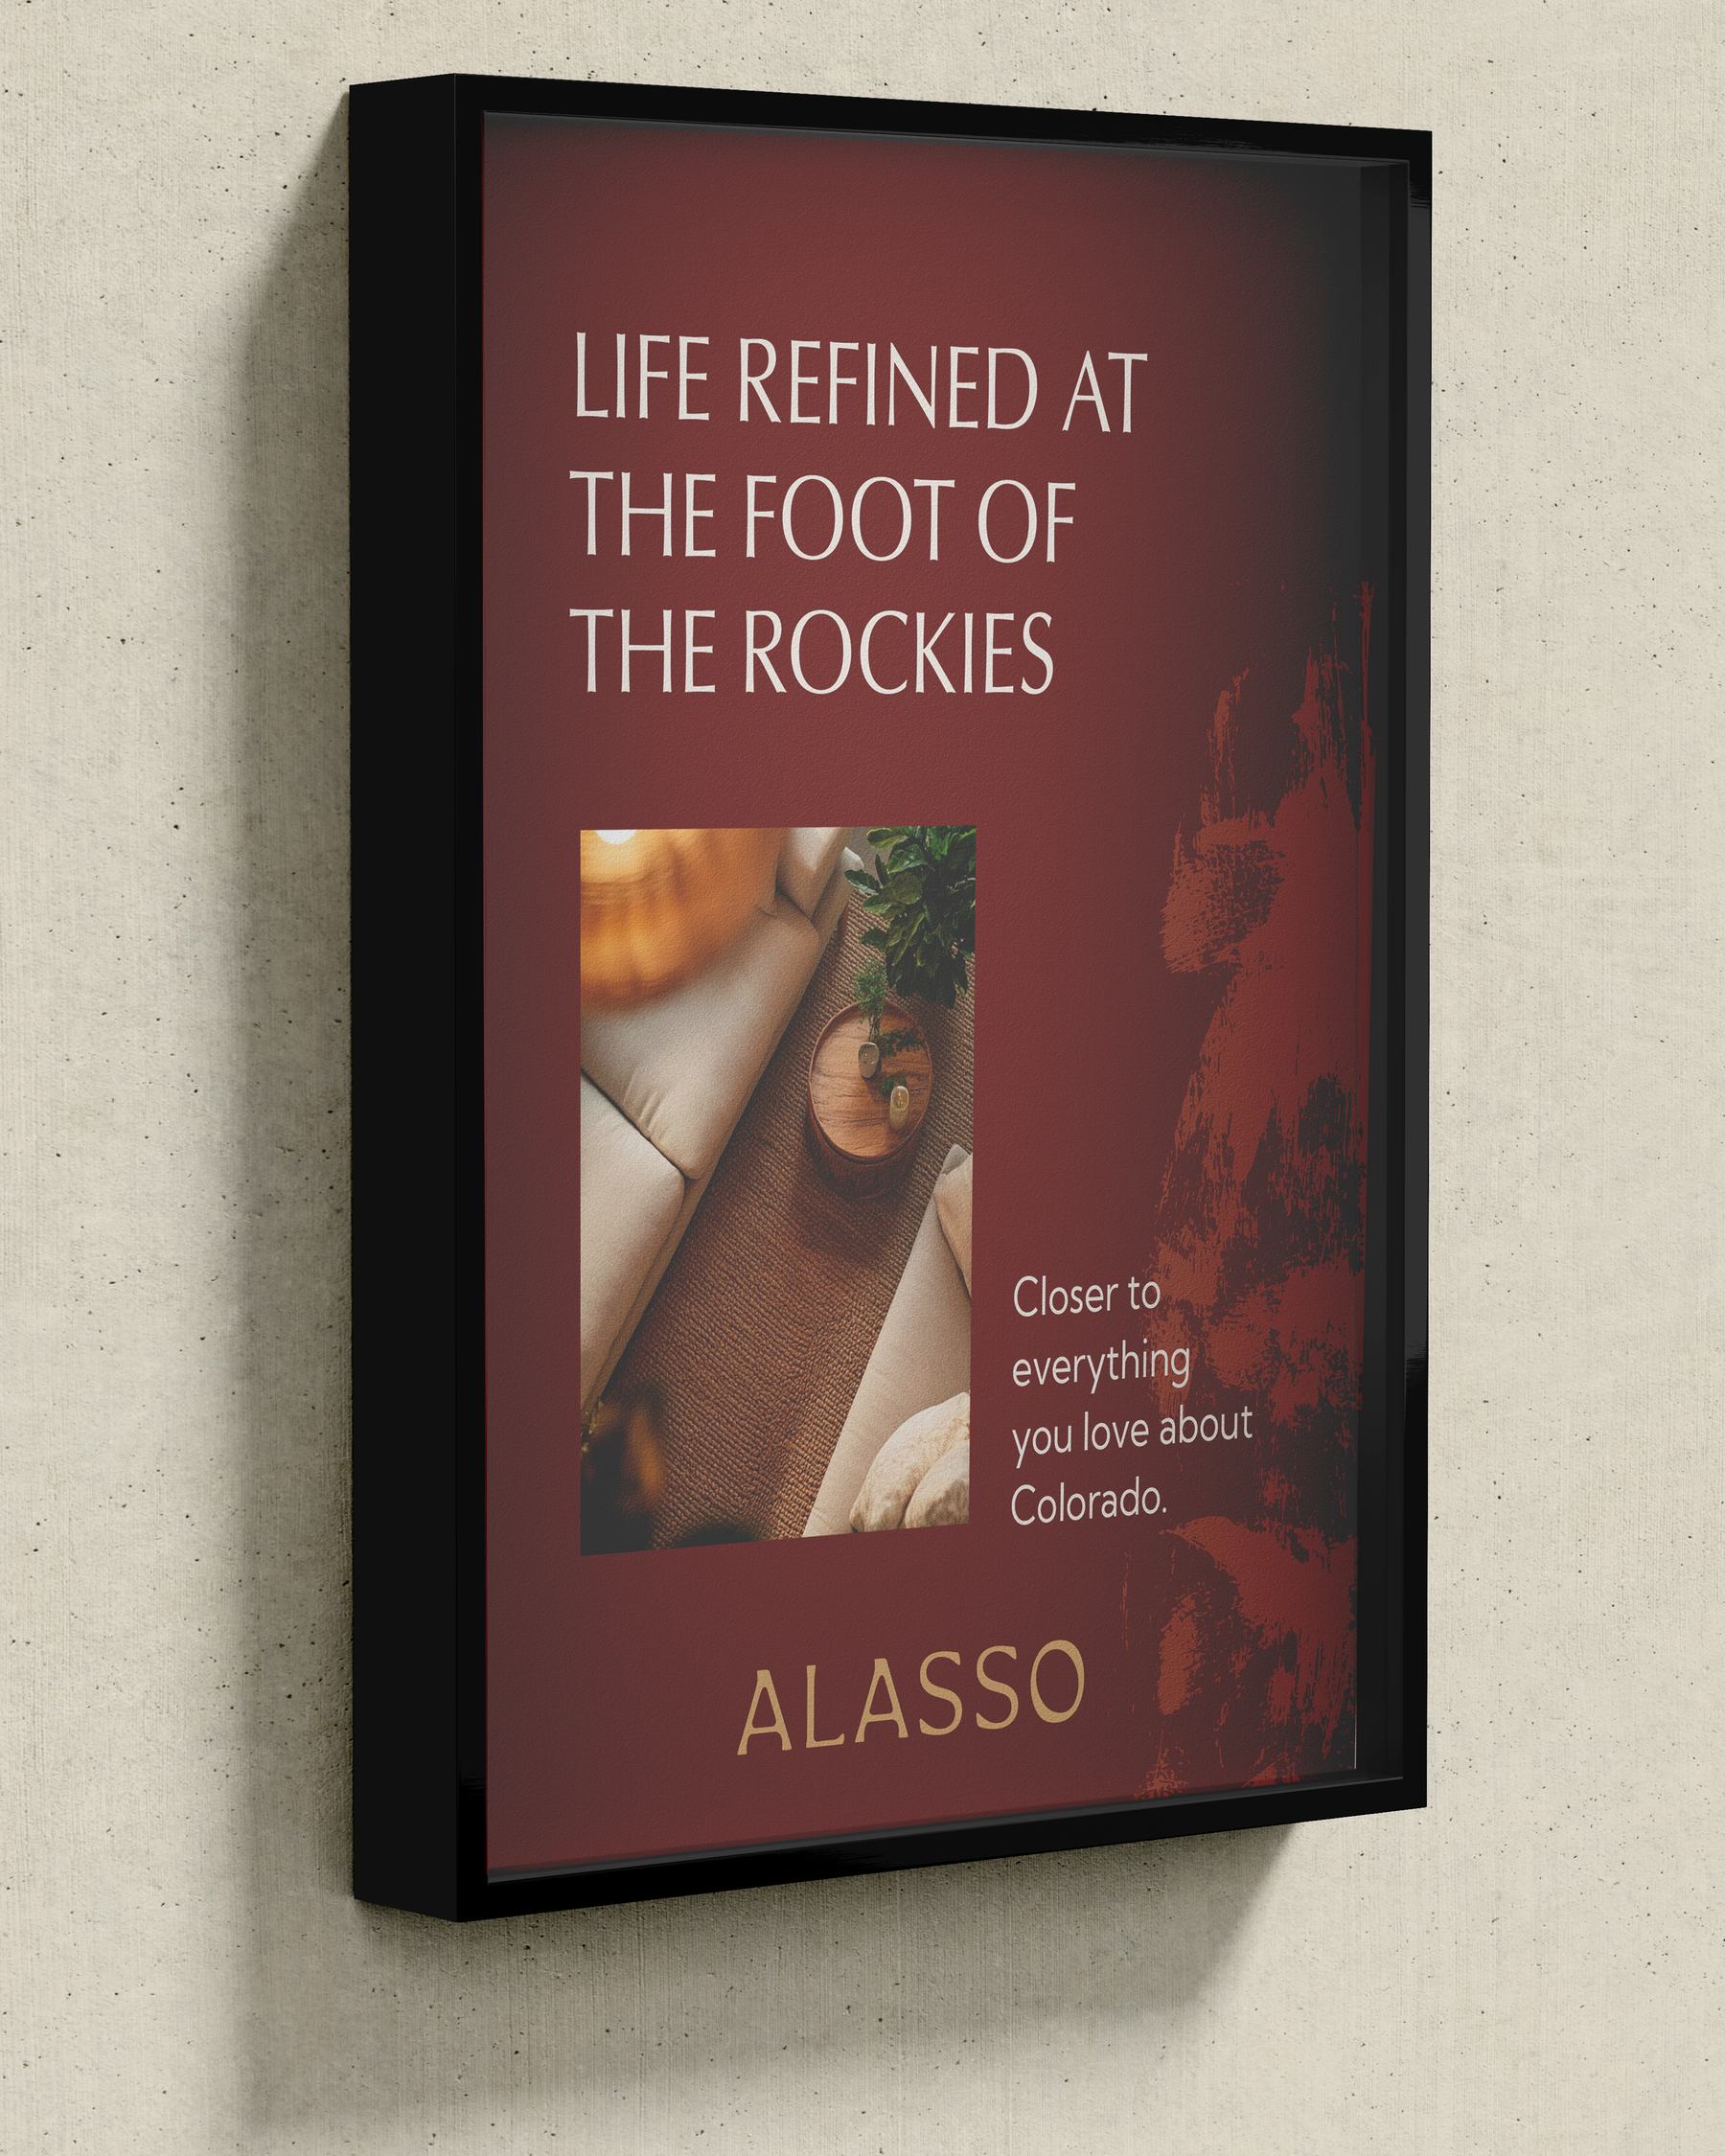 LIFE REFINED AT
THE FOOT OF
THE ROCKIES
Closer to
everything
you love about
Colorado.
ALASSO